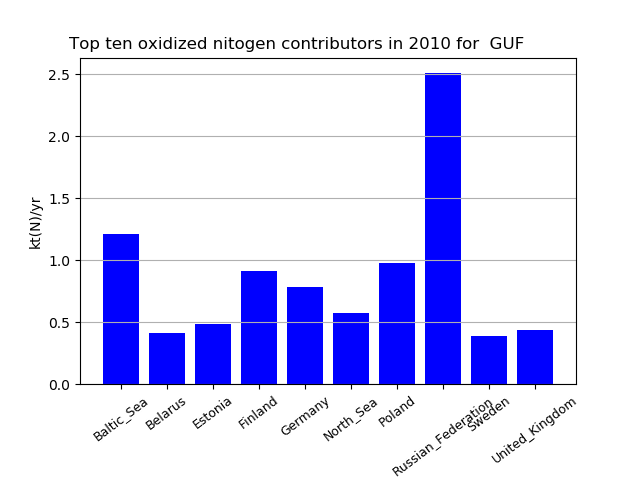 Top ten oxidized nitogen contributors in 2010 for  GUF
kt(N)/yr
2.5
2.0
1.5
1.0
0.5
0.0
Baltic_Sea
Belarus
Estonia
Finland
Germany
North_Sea
Poland
Russian_Federation
Sweden
United_Kingdom